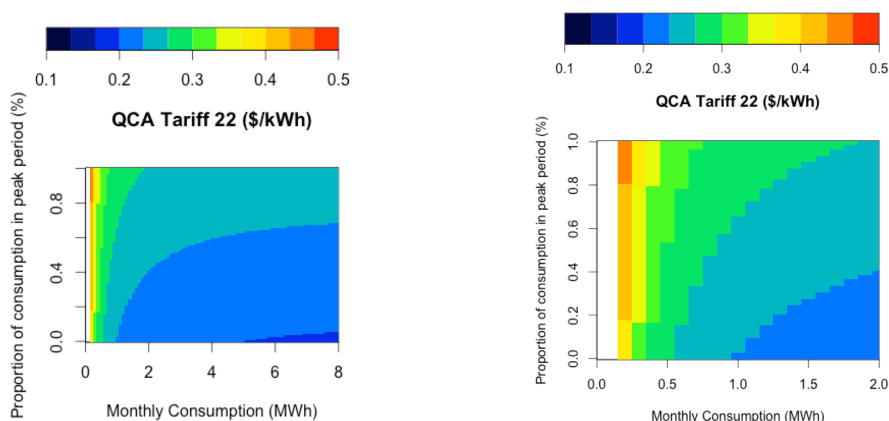 0.1 0.2 0.3 0.4 0.5
QCA Tariff 22 ($/kWh)
Proportion of consumption in peak period (%)
0.8
0.4
0.0
0 2 4 6 8
Monthly Consumption (MWh)
0.1 0.2 0.3 0.4 0.5
QCA Tariff 22 ($/kWh)
Proportion of consumption in peak period (%)
1.0
0.8
0.6
0.4
0.2
0.0
0.0 0.5 1.0 1.5 2.0
Monthly Consumption (MWh)